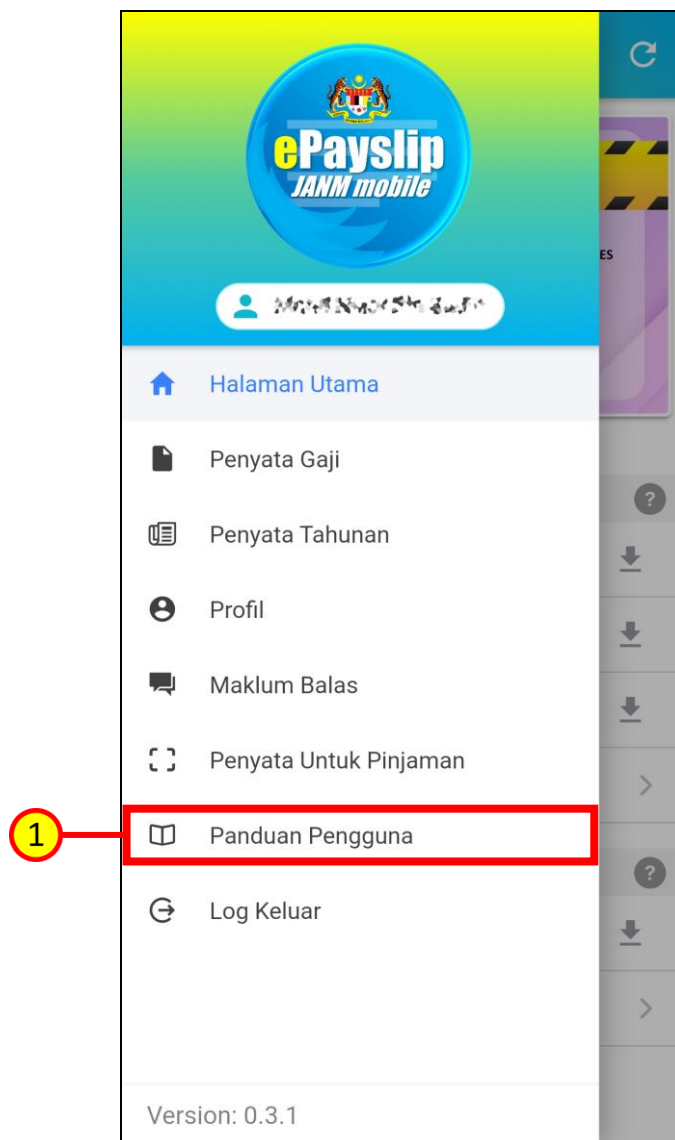 ePayslip
JANM mobile
ES
Halaman Utama
Penyata Gaji
?
Penyata Tahunan
Profil
Maklum Balas
Penyata Untuk Pinjaman
1
Panduan Pengguna
?
Log Keluar
Version: 0.3.1